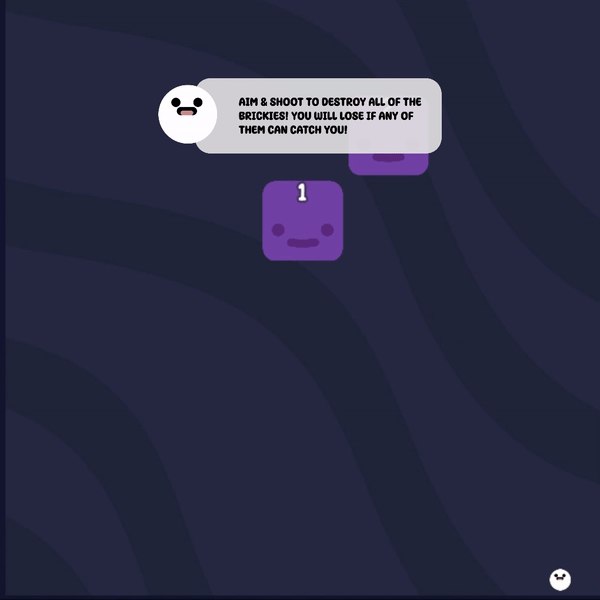 AIM & SHOOT TO DESTROY ALL OF THE
BRICKIES! YOU WILL LOSE IF ANY OF
THEM CAN CATCH YOU!
1